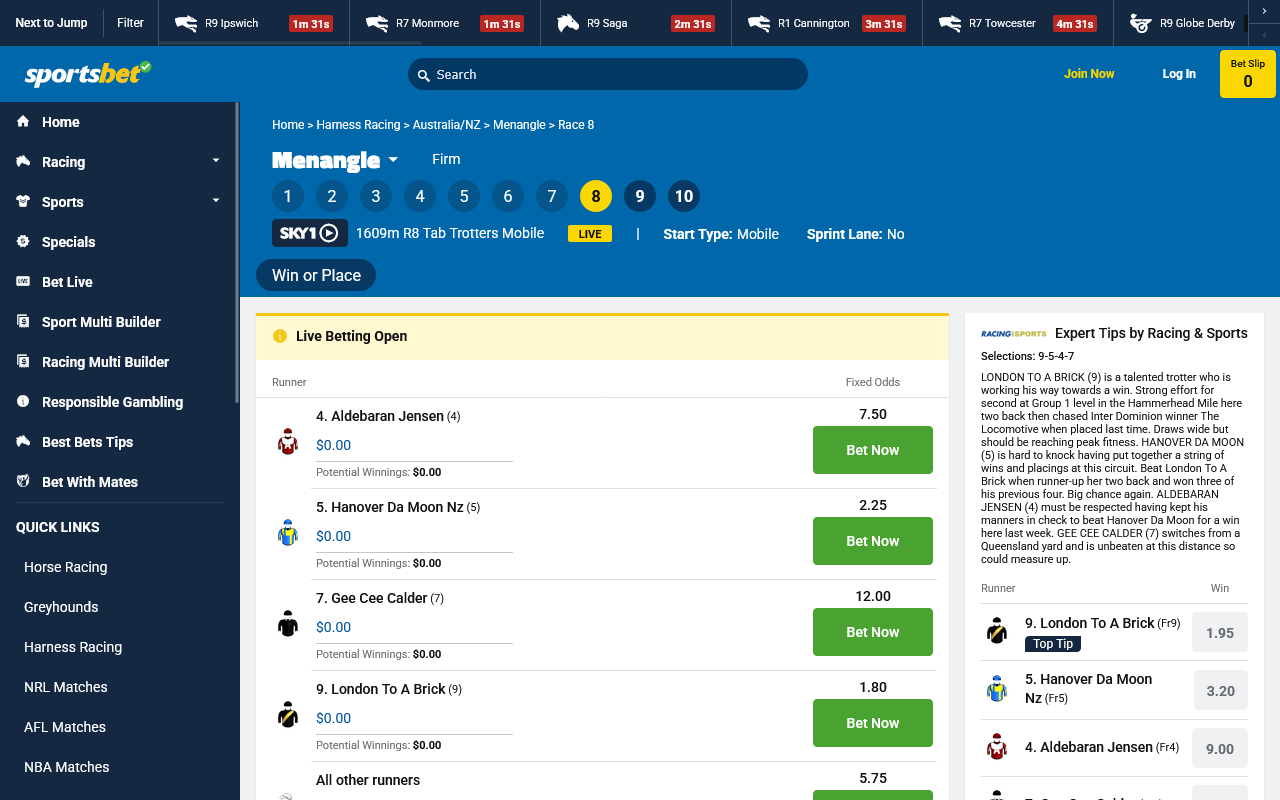 Next to Jump
Filter
R9 Ipswich 1m 31s
R7 Monmore 1m 31s
R9 Saga 2m 31s
R1 Cannington 3m 31s
R7 Towcester 4m 31s
R9 Globe Derby
sportsbet
Search
Join Now
Log In
Bet Slip
0
Home
Racing
Sports
Specials
Bet Live
Sport Multi Builder
Racing Multi Builder
Responsible Gambling
Best Bets Tips
Bet With Mates
QUICK LINKS
Horse Racing
Greyhounds
Harness Racing
NRL Matches
AFL Matches
NBA Matches
Home > Harness Racing > Australia/NZ > Menangle > Race 8
Menangle Firm
1 2 3 4 5 6 7 8 9 10
SKY1 1609m R8 Tab Trotters Mobile LIVE | Start Type: Mobile Sprint Lane: No
Win or Place
Live Betting Open
Runner Fixed Odds
4. Aldebaran Jensen (4) 7.50
$0.00 Bet Now
Potential Winnings: $0.00
5. Hanover Da Moon Nz (5) 2.25
$0.00 Bet Now
Potential Winnings: $0.00
7. Gee Cee Calder (7) 12.00
$0.00 Bet Now
Potential Winnings: $0.00
9. London To A Brick (9) 1.80
$0.00 Bet Now
Potential Winnings: $0.00
All other runners 5.75
RACING SPORTS Expert Tips by Racing & Sports
Selections: 9-5-4-7
LONDON TO A BRICK (9) is a talented trotter who is
working his way towards a win. Strong effort for
second at Group 1 level in the Hammerhead Mile here
two back then chased Inter Dominion winner The
Locomotive when placed last time. Draws wide but
should be reaching peak fitness. HANOVER DA MOON
(5) is hard to knock having put together a string of
wins and placings at this circuit. Beat London To A
Brick when runner-up her two back and won three of
his previous four. Big chance again. ALDEBARAN
JENSEN (4) must be respected having kept his
manners in check to beat Hanover Da Moon for a win
here last week. GEE CEE CALDER (7) switches from a
Queensland yard and is unbeaten at this distance so
could measure up.
Runner Win
9. London To A Brick (Fr9) 1.95
Top Tip
5. Hanover Da Moon
Nz (Fr5) 3.20
4. Aldebaran Jensen (Fr4) 9.00